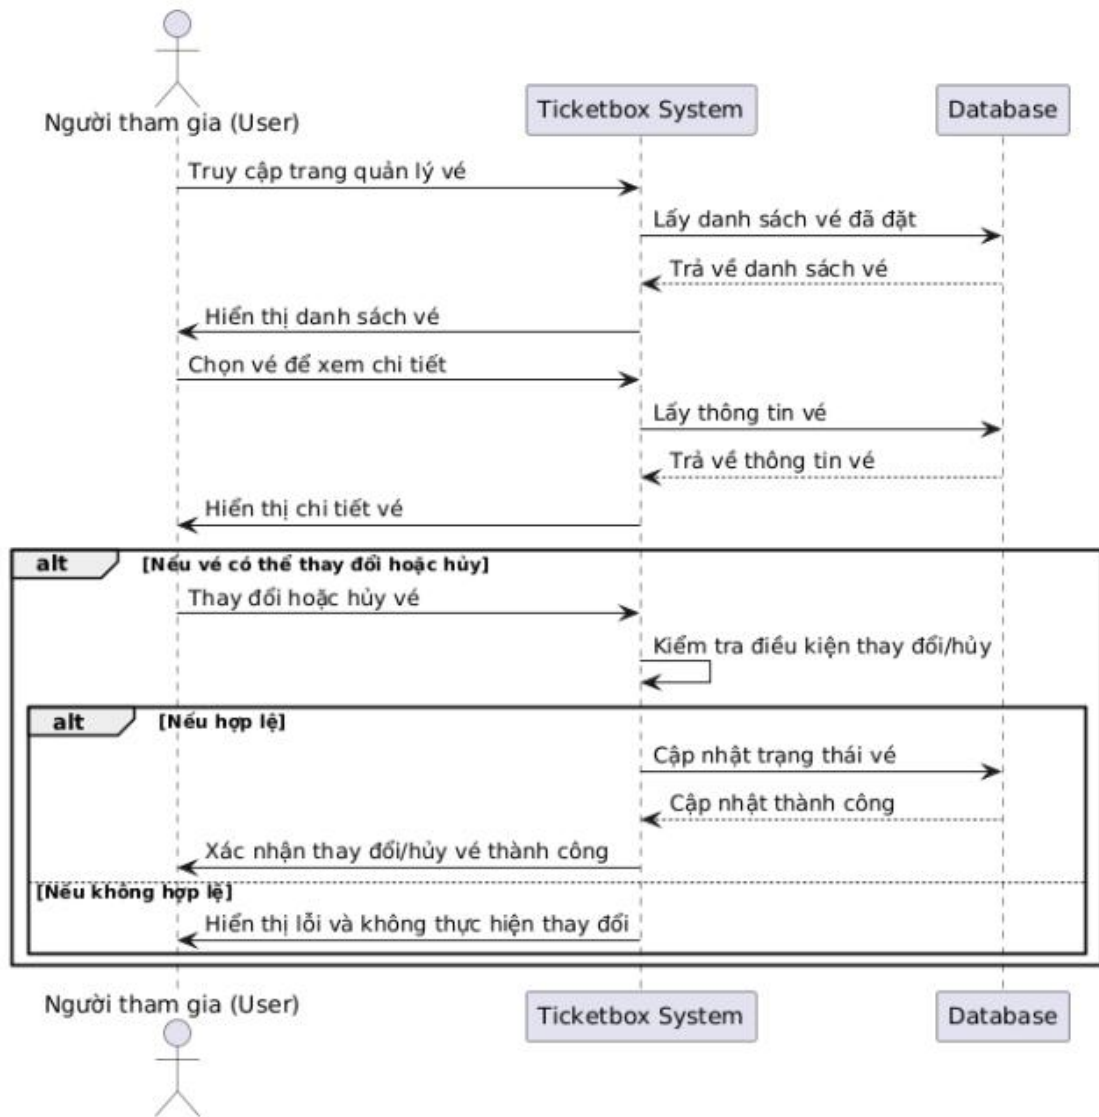 Người tham gia (User)
Ticketbox System
Database
Truy cập trang quản lý vé
Lấy danh sách vé đã đặt
Trả về danh sách vé
Hiển thị danh sách vé
Chọn vé để xem chi tiết
Lấy thông tin vé
Trả về thông tin vé
Hiển thị chi tiết vé
alt [Nếu vé có thể thay đổi hoặc hủy]
Thay đổi hoặc hủy vé
Kiểm tra điều kiện thay đổi/hủy
alt [Nếu hợp lệ]
Cập nhật trạng thái vé
Cập nhật thành công
Xác nhận thay đổi/hủy vé thành công
[Nếu không hợp lệ]
Hiển thị lỗi và không thực hiện thay đổi
Người tham gia (User)
Ticketbox System
Database